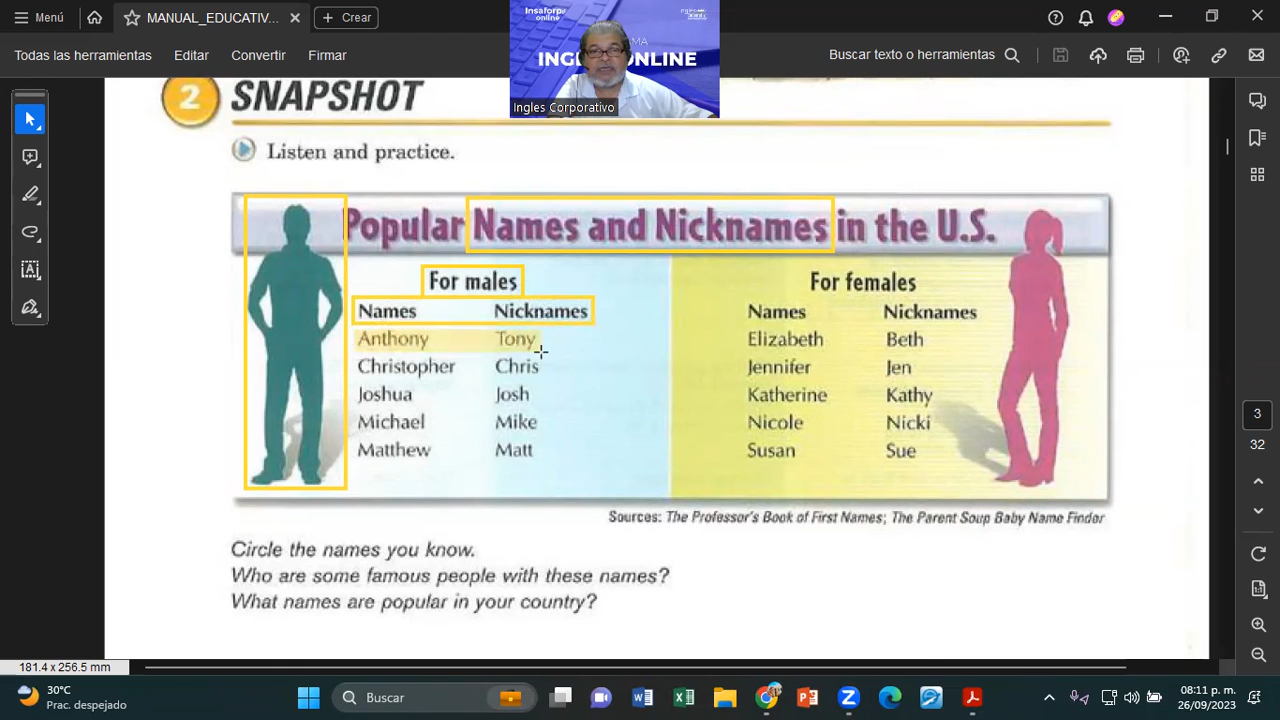 Menú
MANUAL_EDUCATIV...
Crear
Todas las herramientas
Editar
Convertir
Firmar
Buscar texto o herramientas
Insaforp
online
INGL ONLINE
Ingles Corporativo
2 SNAPSHOT
Listen and practice.
Popular Names and Nicknames in the U.S.
For males
Names Nicknames
Anthony Tony
Christopher Chris
Joshua Josh
Michael Mike
Matthew Matt
For females
Names Nicknames
Elizabeth Beth
Jennifer Jen
Katherine Kathy
Nicole Nicki
Susan Sue
Sources: The Professor's Book of First Names; The Parent Soup Baby Name Finder
Circle the names you know.
Who are some famous people with these names?
What names are popular in your country?
3
32
181.4 x 256.5 mm
30°C
Prc. despejado
Buscar
08:11 p. m.
26/09/2023